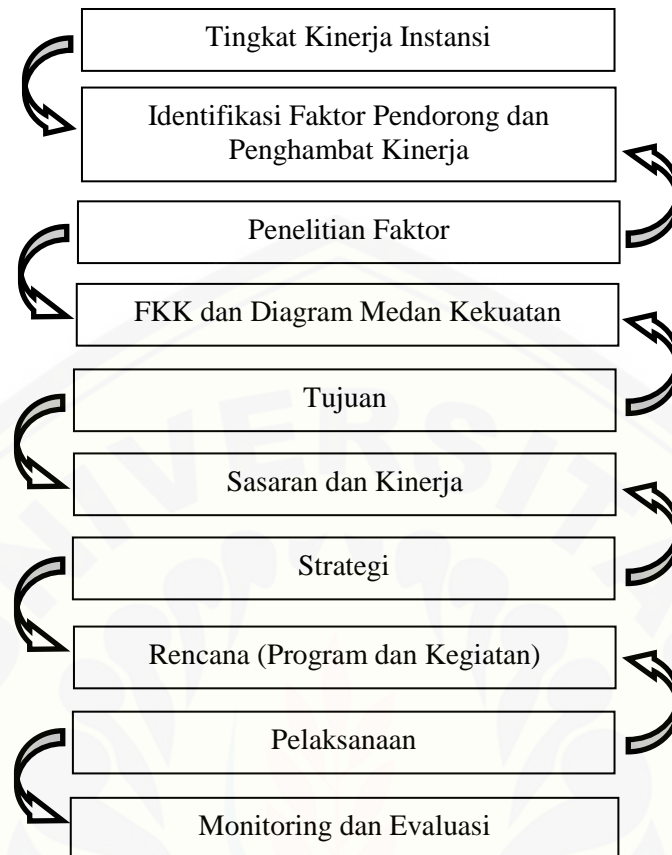 Tingkat Kinerja Instansi
Identifikasi Faktor Pendorong dan
Penghambat Kinerja
Penelitian Faktor
FKK dan Diagram Medan Kekuatan
Tujuan
Sasaran dan Kinerja
Strategi
Rencana (Program dan Kegiatan)
Pelaksanaan
Monitoring dan Evaluasi